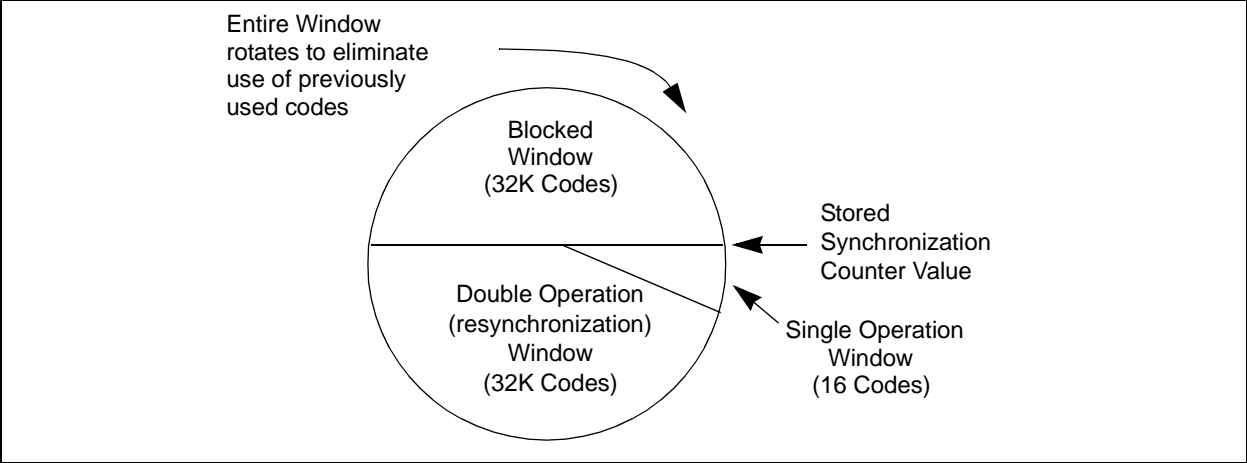 Entire Window
rotates to eliminate
use of previously
used codes
Blocked
Window
(32K Codes)
Stored
Synchronization
Counter Value
Double Operation
(resynchronization)
Window
(32K Codes)
Single Operation
Window
(16 Codes)